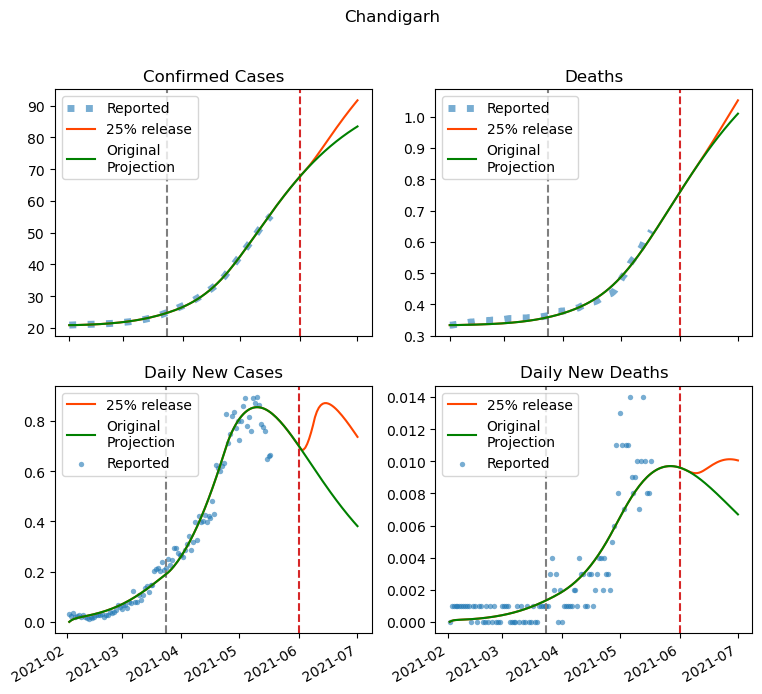 Chandigarh
Confirmed Cases
90
80
70
60
50
40
30
20
Reported
25% release
Original
Projection
Deaths
1.0
0.9
0.8
0.7
0.6
0.5
0.4
0.3
Reported
25% release
Original
Projection
Daily New Cases
0.8
0.6
0.4
0.2
0.0
25% release
Original
Projection
Reported
2021-02
2021-03
2021-04
2021-05
2021-06
2021-07
Daily New Deaths
0.014
0.012
0.010
0.008
0.006
0.004
0.002
0.000
25% release
Original
Projection
Reported
2021-02
2021-03
2021-04
2021-05
2021-06
2021-07